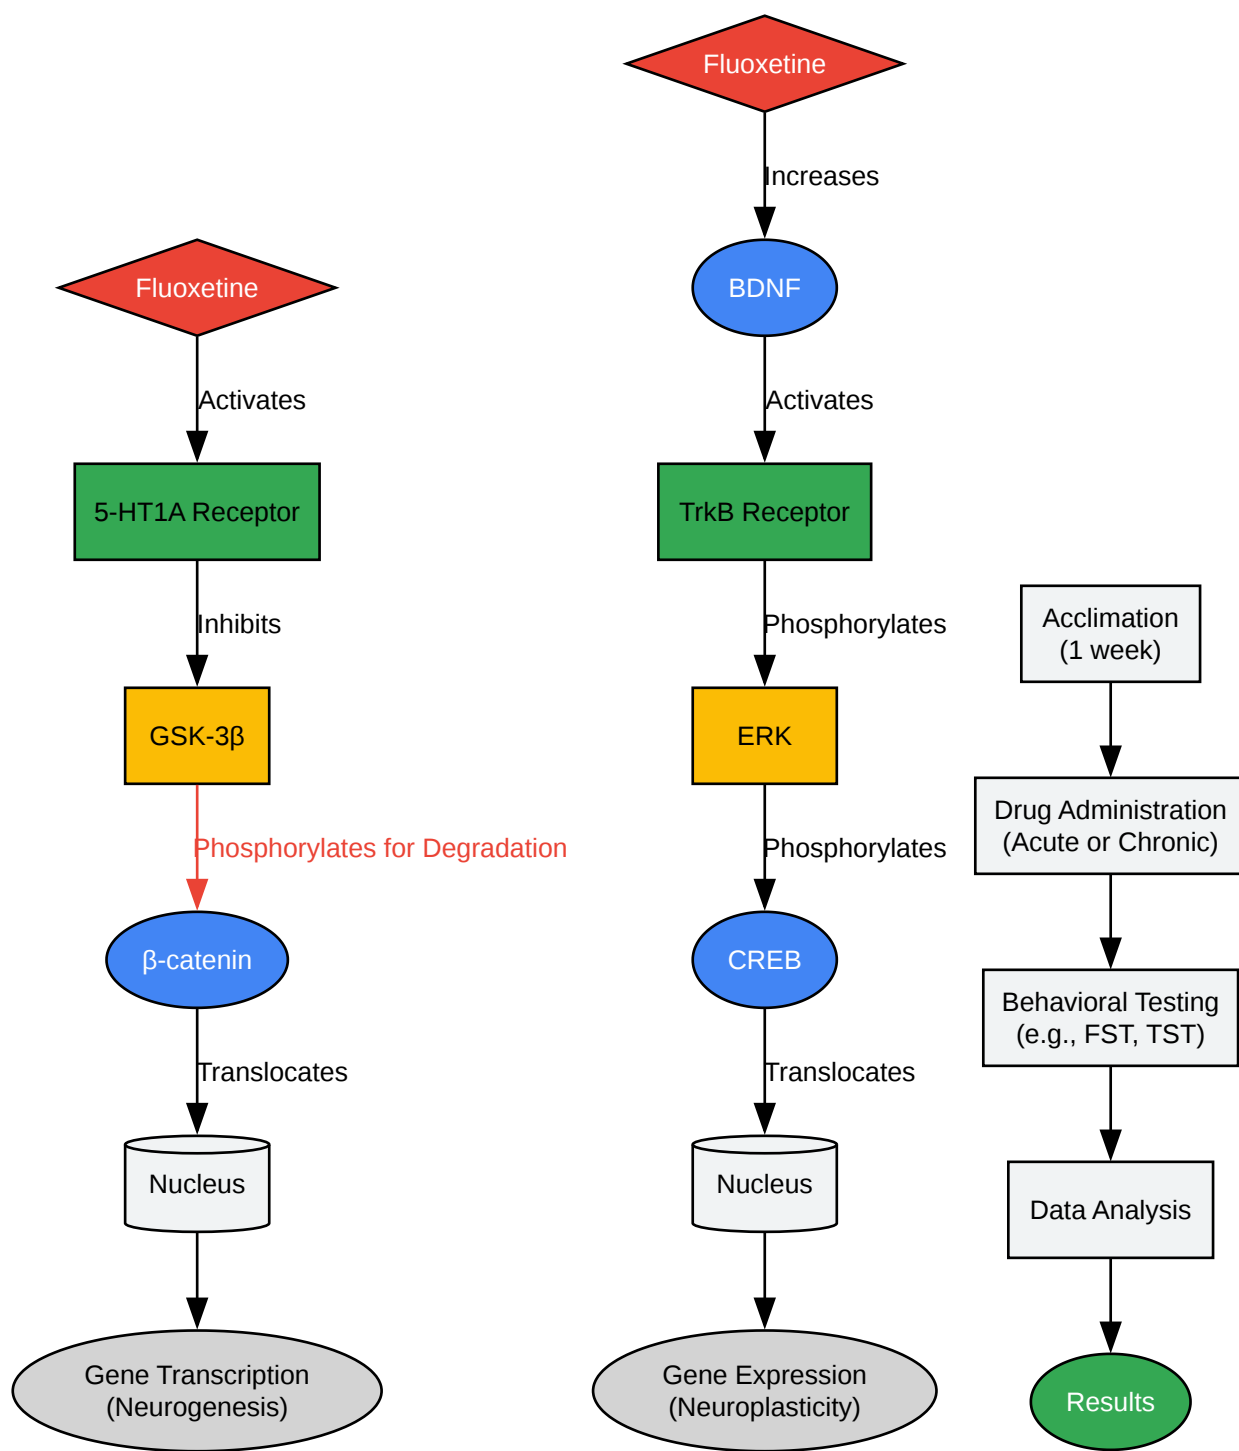 Fluoxetine
Activates
5-HT1A Receptor
Inhibits
GSK-3β
Phosphorylates for Degradation
β-catenin
Translocates
Nucleus
Gene Transcription
(Neurogenesis)
Fluoxetine
Increases
BDNF
Activates
TrkB Receptor
Phosphorylates
ERK
Phosphorylates
CREB
Translocates
Nucleus
Gene Expression
(Neuroplasticity)
Acclimation
(1 week)
Drug Administration
(Acute or Chronic)
Behavioral Testing
(e.g., FST, TST)
Data Analysis
Results